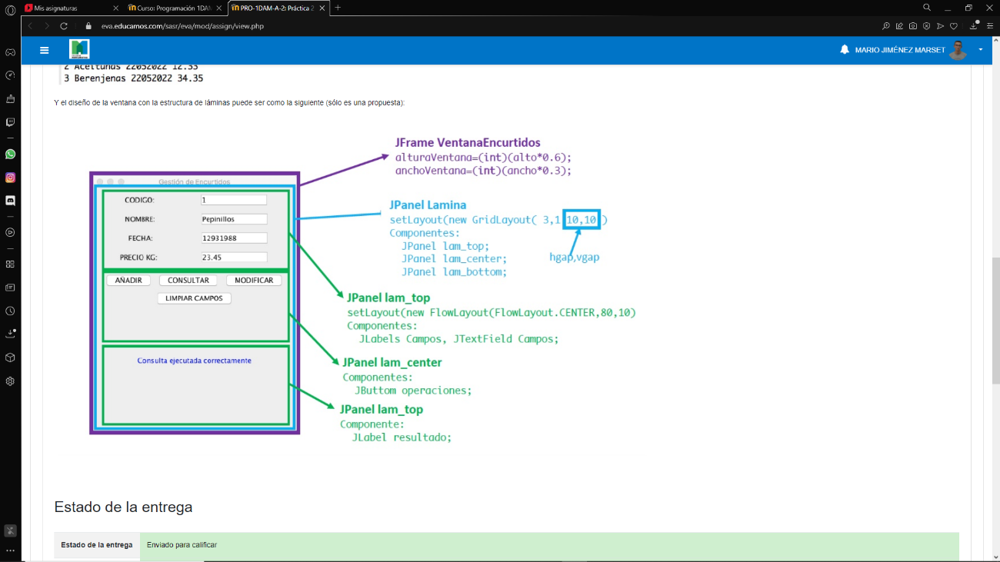 Mis asignaturas
Curso: Programación 1DAM
PRO-1DAM-A-2: Práctica 2
eva.educamos.com/sasr/eva/mod/assign/view.php
MARIO JIMÉNEZ MARSET
2 Aceitunas 22052022 12.35
3 Berenjenas 22052022 34.35
Y el diseño de la ventana con la estructura de láminas puede ser como la siguiente (sólo es una propuesta):
JFrame VentanaEncurtidos
alturaVentana=(int)(alto*0.6);
anchoVentana=(int)(ancho*0.3);
Gestión de Encurtidos
CODIGO: 1
NOMBRE: Pepinillos
FECHA: 12931988
PRECIO KG: 23.45
AÑADIR CONSULTAR MODIFICAR
LIMPIAR CAMPOS
Consulta ejecutada correctamente
JPanel Lamina
setLayout(new GridLayout( 3,1 10,10 )
Componentes:
JPanel lam_top;
JPanel lam_center;
JPanel lam_bottom;
hgap,vgap
JPanel lam_top
setLayout(new FlowLayout(FlowLayout.CENTER,80,10)
Componentes:
JLabels Campos, JTextField Campos;
JPanel lam_center
Componentes:
JButtom operaciones;
JPanel lam_top
Componente:
JLabel resultado;
Estado de la entrega
Estado de la entrega Enviado para calificar